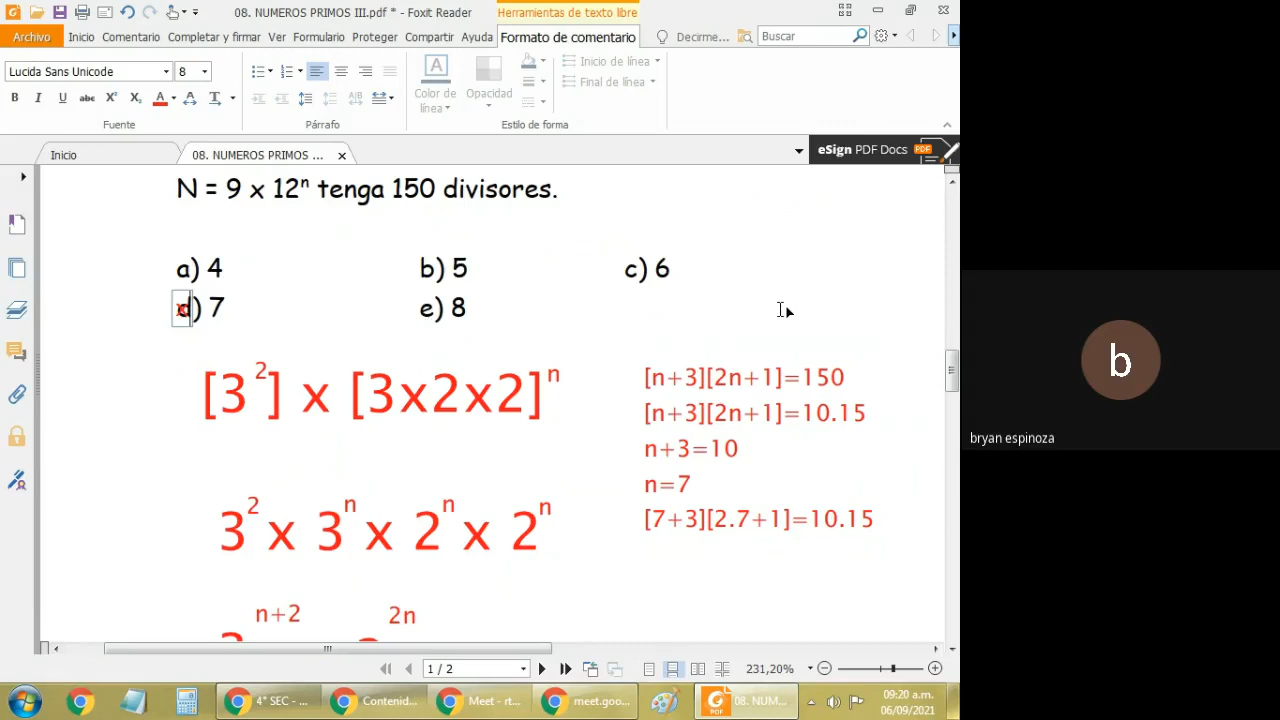 08. NUMEROS PRIMOS III.pdf * - Foxit Reader
Herramientas de texto libre
Archivo Inicio Comentario Completar y firmar Ver Formulario Proteger Compartir Ayuda Formato de comentario Decirme... Buscar
Lucida Sans Unicode 8
Color de línea
Opacidad
Inicio de línea
Final de línea
Fuente Párrafo Estilo de forma
Inicio
08. NUMEROS PRIMOS ...
eSign PDF Docs
N = 9 x 12ⁿ tenga 150 divisores.
a) 4 b) 5 c) 6
d) 7 e) 8
[3²] x [3x2x2]ⁿ
3² x 3ⁿ x 2ⁿ x 2ⁿ
n+2 2n
[n+3][2n+1]=150
[n+3][2n+1]=10.15
n+3=10
n=7
[7+3][2.7+1]=10.15
b
bryan espinoza
1 / 2
231,20%
4° SEC - ...
Contenid...
Meet - rt...
meet.goo...
08. NUM...
09:20 a.m.
06/09/2021